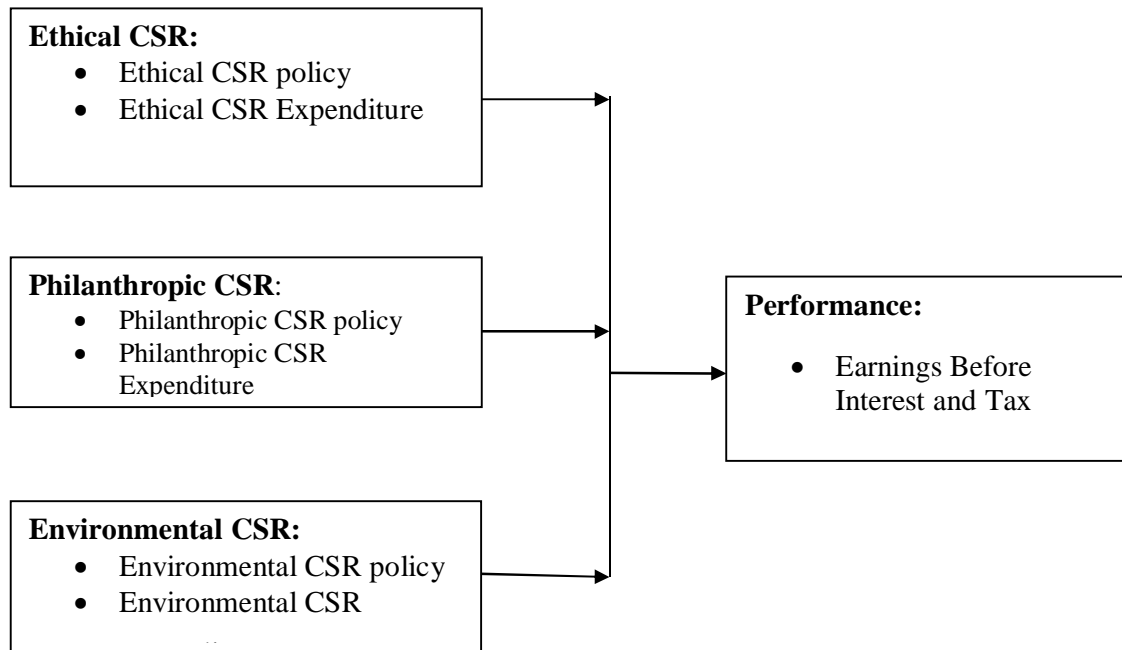 Ethical CSR:
• Ethical CSR policy
• Ethical CSR Expenditure
Philanthropic CSR:
• Philanthropic CSR policy
• Philanthropic CSR
Expenditure
Performance:
• Earnings Before
Interest and Tax
Environmental CSR:
• Environmental CSR policy
• Environmental CSR